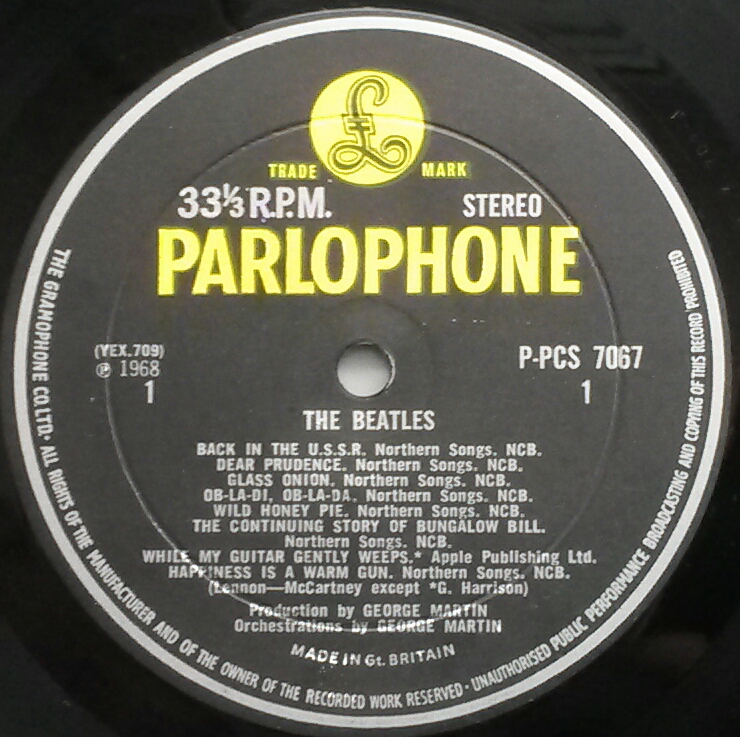 £
TRADE MARK
33⅓ R.P.M. STEREO
PARLOPHONE
(YEX.709) P-PCS 7067
℗ 1968
1 1
THE BEATLES
BACK IN THE U.S.S.R. Northern Songs. NCB.
DEAR PRUDENCE. Northern Songs. NCB.
GLASS ONION. Northern Songs. NCB.
OB-LA-DI, OB-LA-DA. Northern Songs. NCB.
WILD HONEY PIE. Northern Songs. NCB.
THE CONTINUING STORY OF BUNGALOW BILL.
Northern Songs. NCB.
WHILE MY GUITAR GENTLY WEEPS.* Apple Publishing Ltd.
HAPPINESS IS A WARM GUN. Northern Songs. NCB.
(Lennon—McCartney except *G. Harrison)
Production by GEORGE MARTIN
Orchestrations by GEORGE MARTIN
MADE IN Gt. BRITAIN
THE GRAMOPHONE CO. LTD. · ALL RIGHTS OF THE MANUFACTURER AND OF THE OWNER OF THE RECORDED WORK RESERVED · UNAUTHORISED PUBLIC PERFORMANCE BROADCASTING AND COPYING OF THIS RECORD PROHIBITED